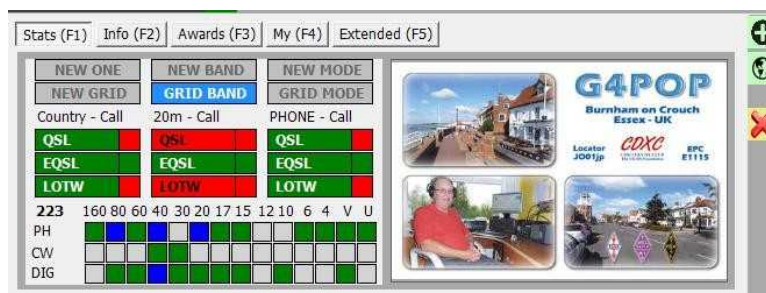 Stats (F1) Info (F2) Awards (F3) My (F4) Extended (F5)
NEW ONE NEW BAND NEW MODE
NEW GRID GRID BAND GRID MODE
Country - Call 20m - Call PHONE - Call
QSL QSL QSL
EQSL EQSL EQSL
LOTW LOTW LOTW
223 160 80 60 40 30 20 17 15 12 10 6 4 V U
PH
CW
DIG
G4POP
Burnham on Crouch
Essex - UK
Locator CDXC EPC
JO01jp E1115